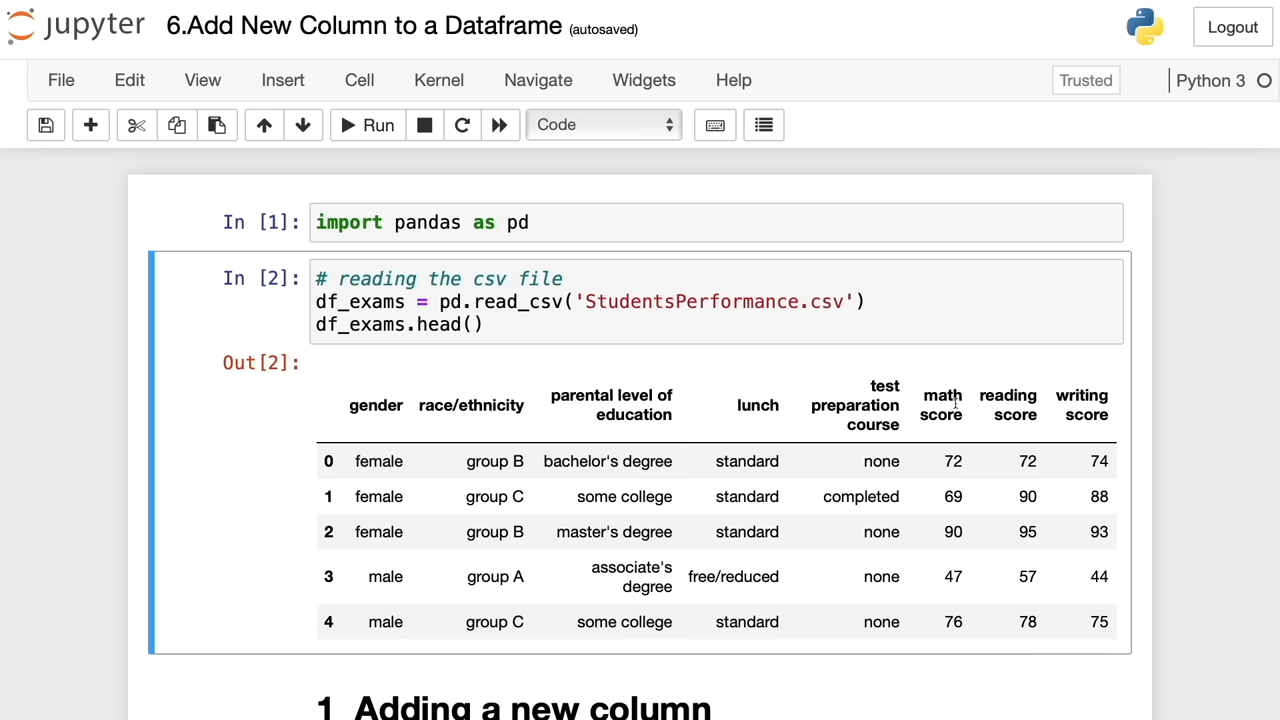 jupyter 6.Add New Column to a Dataframe (autosaved) Logout
File Edit View Insert Cell Kernel Navigate Widgets Help Trusted Python 3
Run Code
In [1]: import pandas as pd
In [2]: # reading the csv file
df_exams = pd.read_csv('StudentsPerformance.csv')
df_exams.head()
Out[2]:
gender race/ethnicity parental level of education lunch test preparation course math score reading score writing score
0 female group B bachelor's degree standard none 72 72 74
1 female group C some college standard completed 69 90 88
2 female group B master's degree standard none 90 95 93
3 male group A associate's degree free/reduced none 47 57 44
4 male group C some college standard none 76 78 75
1 Adding a new column